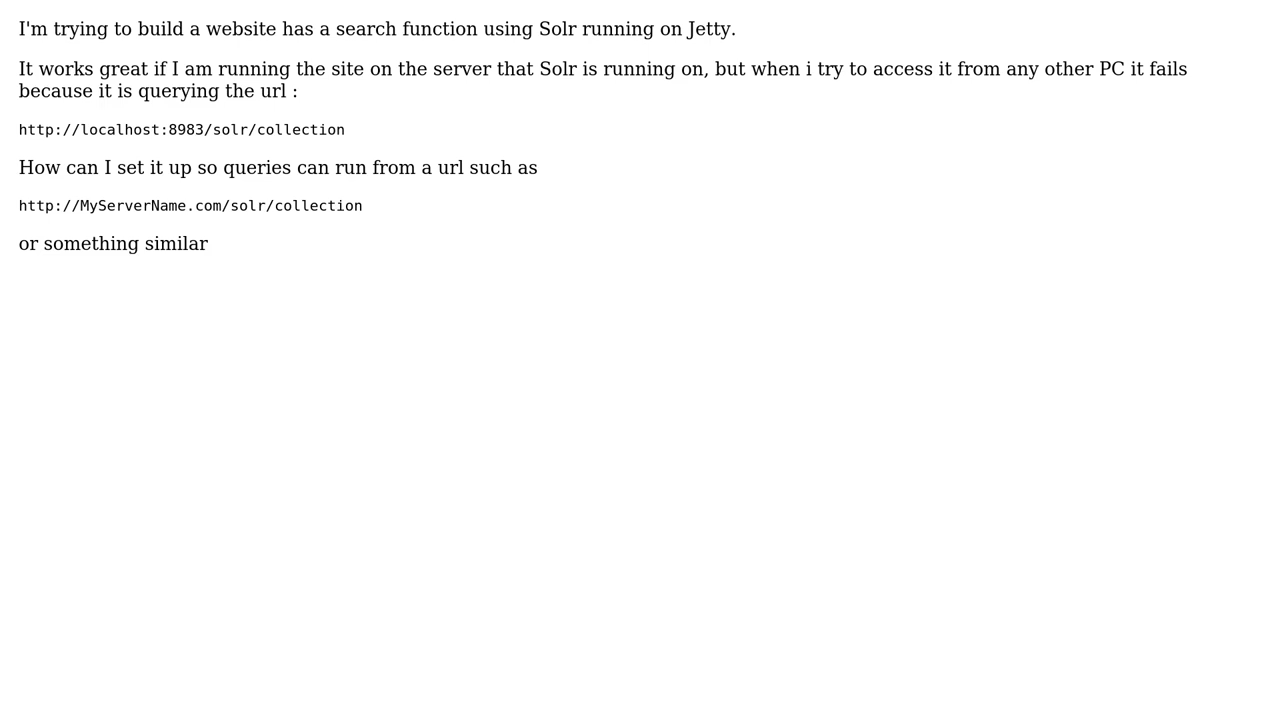 I'm trying to build a website has a search function using Solr running on Jetty.
It works great if I am running the site on the server that Solr is running on, but when i try to access it from any other PC it fails
because it is querying the url :
http://localhost:8983/solr/collection
How can I set it up so queries can run from a url such as
http://MyServerName.com/solr/collection
or something similar